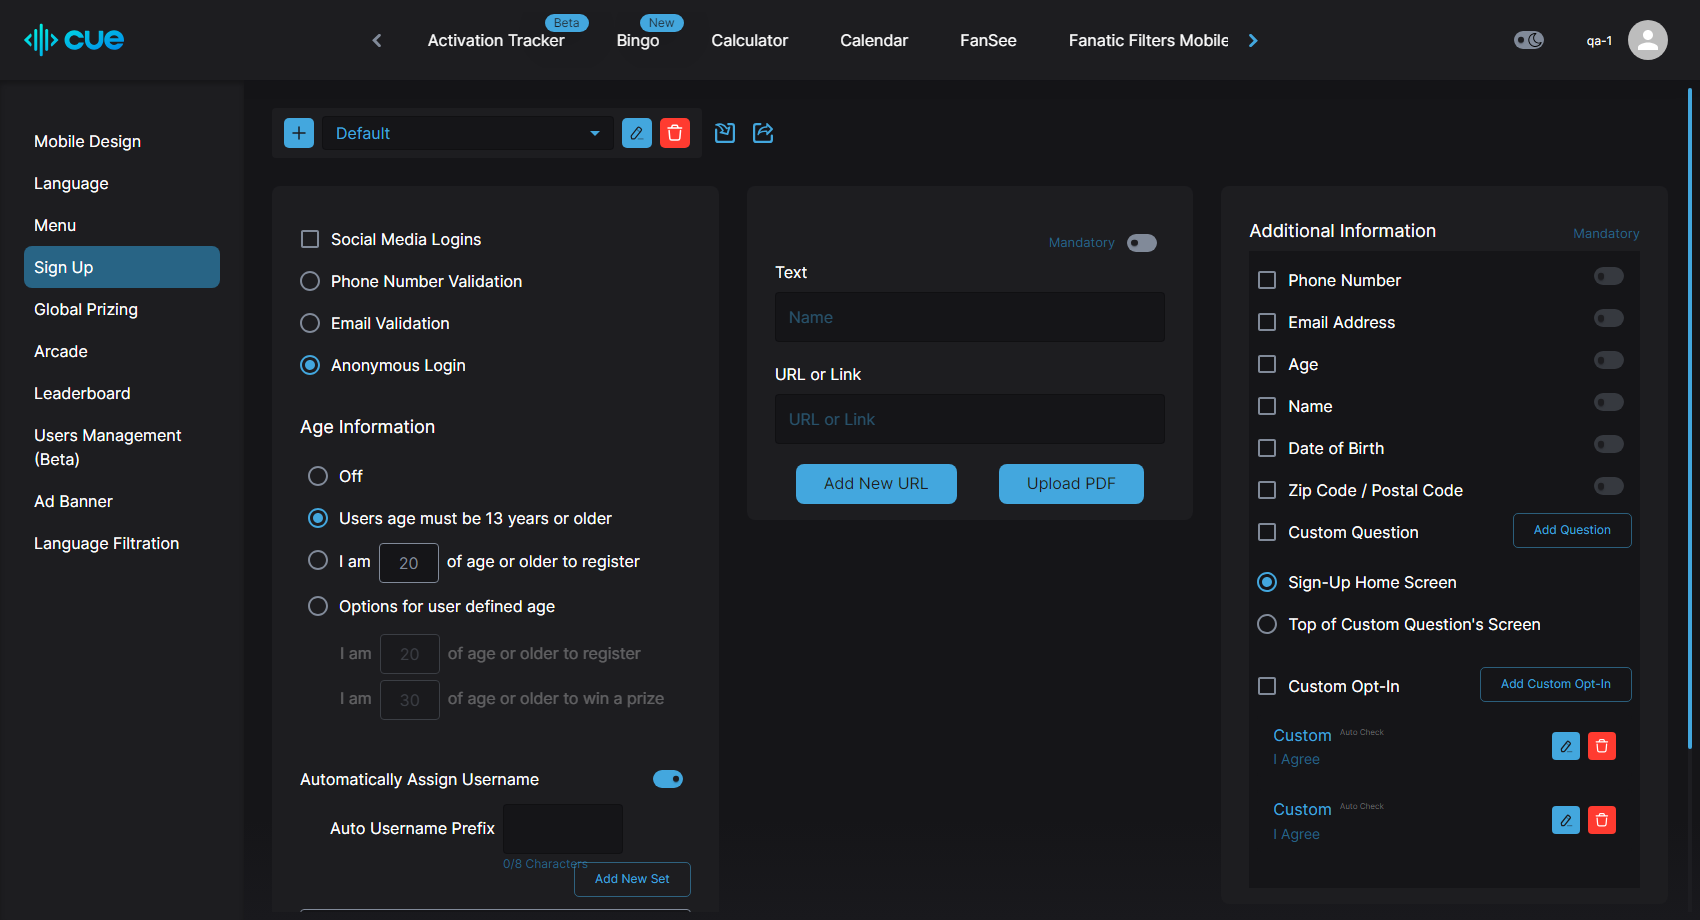 cue
Activation Tracker
Beta
Bingo
New
Calculator
Calendar
FanSee
Fanatic Filters Mobile
qa-1
Mobile Design
Language
Menu
Sign Up
Global Prizing
Arcade
Leaderboard
Users Management
(Beta)
Ad Banner
Language Filtration
Default
Social Media Logins
Phone Number Validation
Email Validation
Anonymous Login
Age Information
Off
Users age must be 13 years or older
I am 20 of age or older to register
Options for user defined age
I am 20 of age or older to register
I am 30 of age or older to win a prize
Automatically Assign Username
Auto Username Prefix
0/8 Characters
Add New Set
Mandatory
Text
Name
URL or Link
URL or Link
Add New URL
Upload PDF
Additional Information
Mandatory
Phone Number
Email Address
Age
Name
Date of Birth
Zip Code / Postal Code
Custom Question
Add Question
Sign-Up Home Screen
Top of Custom Question's Screen
Custom Opt-In
Add Custom Opt-In
Custom Auto Check
I Agree
Custom Auto Check
I Agree